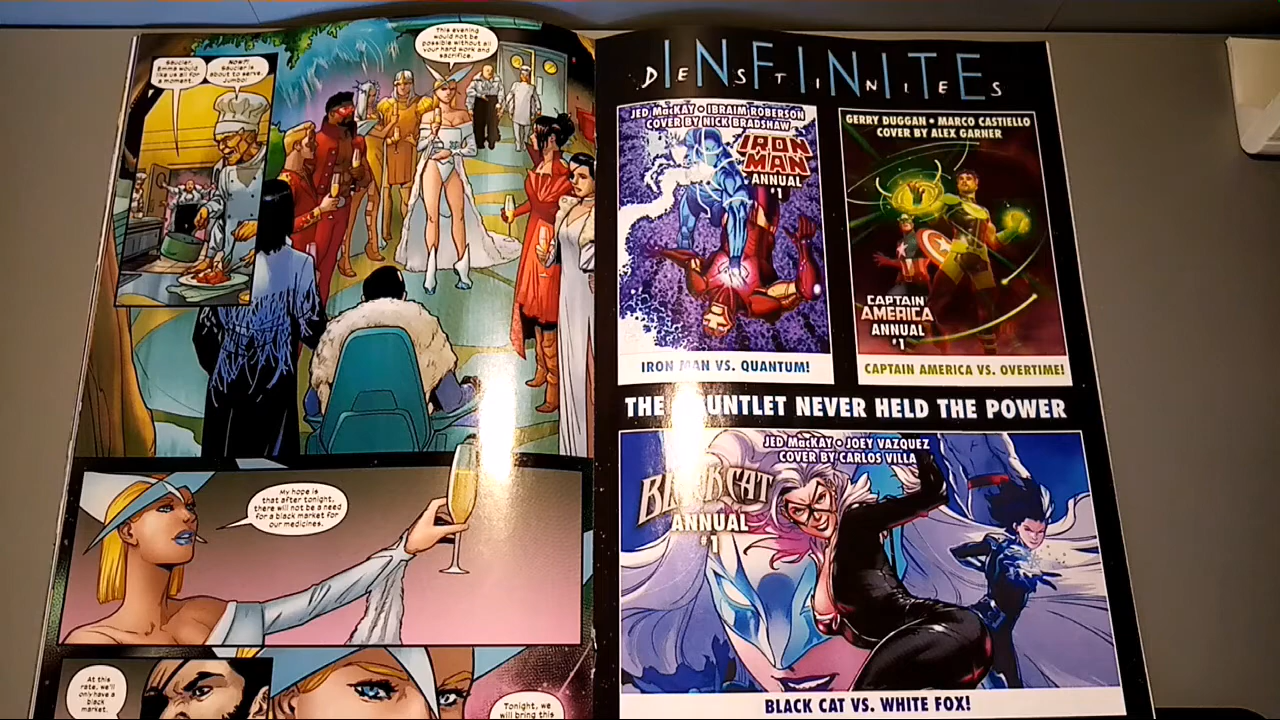 Saucier,
Emma would
like us all for
a moment.
Now?!
Saucier is
about to serve,
Jumbo!
This evening
would not be
possible without all
your hard work and
sacrifice.
My hope is
that after tonight,
there will not be a need
for a black market for
our medicines.
At this
rate, we'll
only have a
black
market.
Tonight, we
will bring this
INFINITE
DESTINIES
JED MacKAY • IBRAIM ROBERSON
COVER BY NICK BRADSHAW
IRON
MAN
ANNUAL
#1
IRON MAN VS. QUANTUM!
GERRY DUGGAN • MARCO CASTIELLO
COVER BY ALEX GARNER
CAPTAIN
AMERICA
ANNUAL
#1
CAPTAIN AMERICA VS. OVERTIME!
THE GAUNTLET NEVER HELD THE POWER
JED MacKAY • JOEY VAZQUEZ
COVER BY CARLOS VILLA
BLACK CAT
ANNUAL
#1
BLACK CAT VS. WHITE FOX!